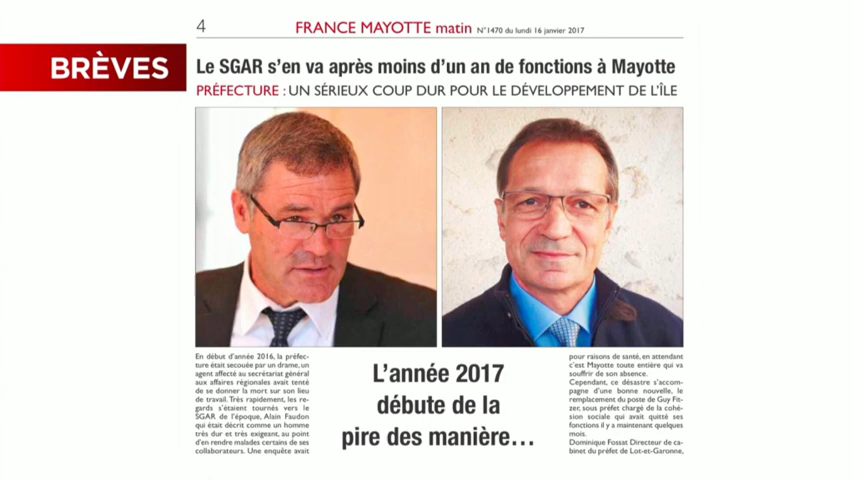 4
FRANCE MAYOTTE matin N°1470 du lundi 16 janvier 2017
BRÈVES
Le SGAR s'en va après moins d'un an de fonctions à Mayotte
PRÉFECTURE : UN SÉRIEUX COUP DUR POUR LE DÉVELOPPEMENT DE L'ÎLE
En début d'année 2016, la préfec-
ture était secouée par un drame, un
agent affecté au secrétariat général
aux affaires régionales avait tenté
de se donner la mort sur son lieu
de travail. Très rapidement, les re-
gards s'étaient tournés vers le
SGAR de l'époque, Alain Faudon
qui était décrit comme un homme
très dur et très exigeant, au point
d'en rendre malades certains de ses
collaborateurs. Une enquête avait
L'année 2017
débute de la
pire des manière...
pour raisons de santé, en attendant
c'est Mayotte toute entière qui va
souffrir de son absence.
Cependant, ce désastre s'accom-
pagne d'une bonne nouvelle, le
remplacement du poste de Guy Fit-
zer, sous préfet chargé de la cohé-
sion sociale qui avait quitté ses
fonctions il y a maintenant quelques
mois.
Dominique Fossat Directeur de ca-
binet du préfet de Lot-et-Garonne,